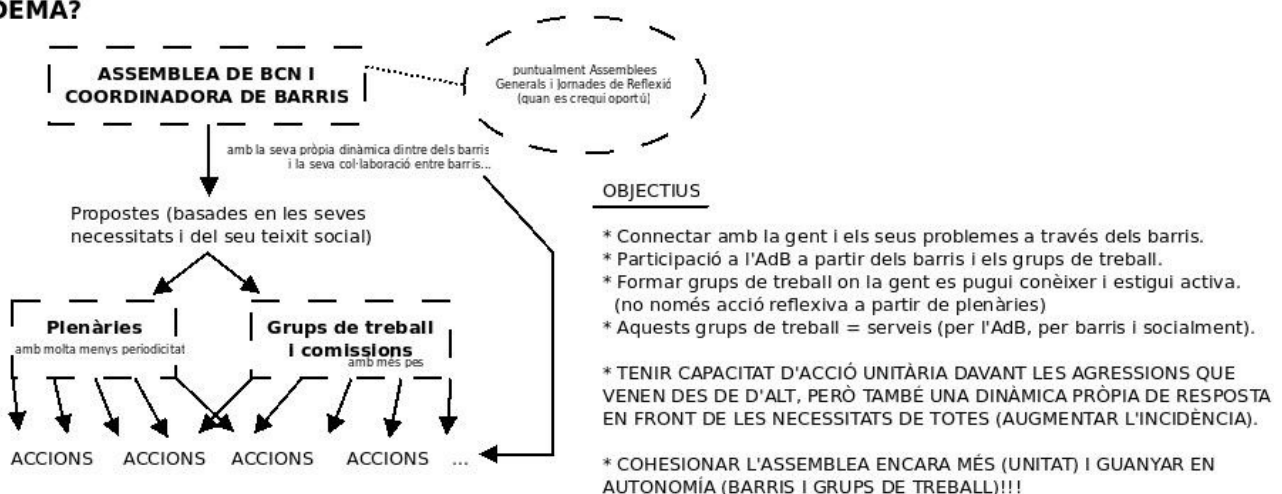 DEMÀ?
ASSEMBLEA DE BCN I
COORDINADORA DE BARRIS
puntualment Assemblees
Generals i Jornades de Reflexió
(quan es cregui oportú)
amb la seva pròpia dinàmica dintre dels barris
i la seva col·laboració entre barris...
Propostes (basades en les seves
necessitats i del seu teixit social)
Plenàries
amb molta menys periodicitat
Grups de treball
i comissions
amb més pes
ACCIONS ACCIONS ACCIONS ACCIONS ...
OBJECTIUS
* Connectar amb la gent i els seus problemes a través dels barris.
* Participació a l'AdB a partir dels barris i els grups de treball.
* Formar grups de treball on la gent es pugui conèixer i estigui activa.
(no només acció reflexiva a partir de plenàries)
* Aquests grups de treball = serveis (per l'AdB, per barris i socialment).
* TENIR CAPACITAT D'ACCIÓ UNITÀRIA DAVANT LES AGRESSIONS QUE
VENEN DES DE D'ALT, PERÒ TAMBÉ UNA DINÀMICA PRÒPIA DE RESPOSTA
EN FRONT DE LES NECESSITATS DE TOTES (AUGMENTAR L'INCIDÈNCIA).
* COHESIONAR L'ASSEMBLEA ENCARA MÉS (UNITAT) I GUANYAR EN
AUTONOMÍA (BARRIS I GRUPS DE TREBALL)!!!